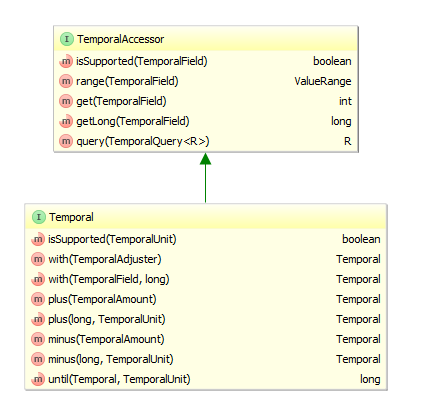 I TemporalAccessor
m isSupported(TemporalField) boolean
m range(TemporalField) ValueRange
m get(TemporalField) int
m getLong(TemporalField) long
m query(TemporalQuery<R>) R
I Temporal
m isSupported(TemporalUnit) boolean
m with(TemporalAdjuster) Temporal
m with(TemporalField, long) Temporal
m plus(TemporalAmount) Temporal
m plus(long, TemporalUnit) Temporal
m minus(TemporalAmount) Temporal
m minus(long, TemporalUnit) Temporal
m until(Temporal, TemporalUnit) long